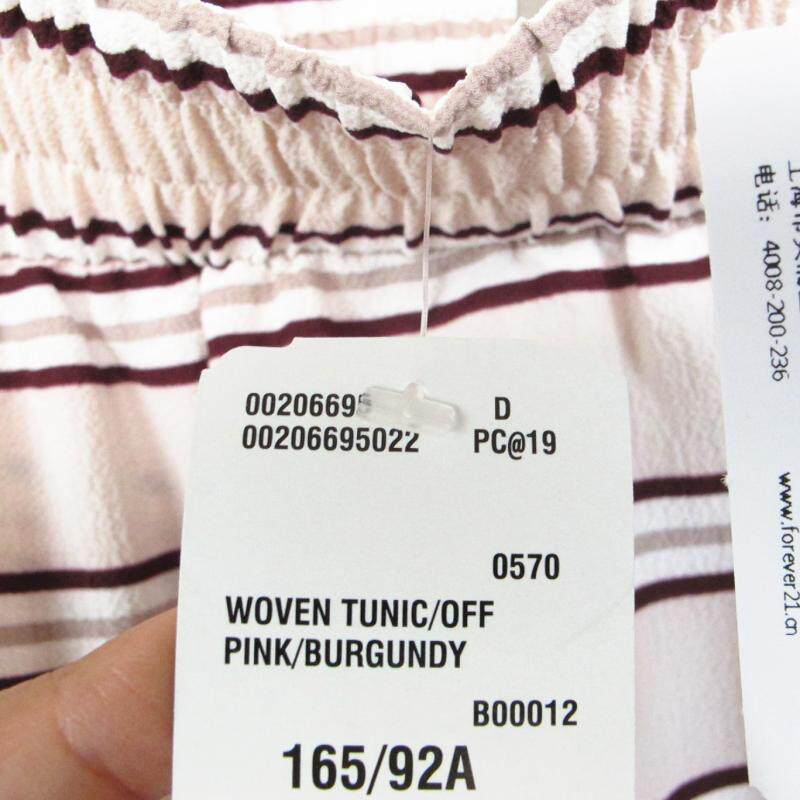 0020669
D
00206695022
PC@19
0570
WOVEN TUNIC/OFF
PINK/BURGUNDY
B00012
165/92A
电话: 4008-200-236
www.forever21.cn